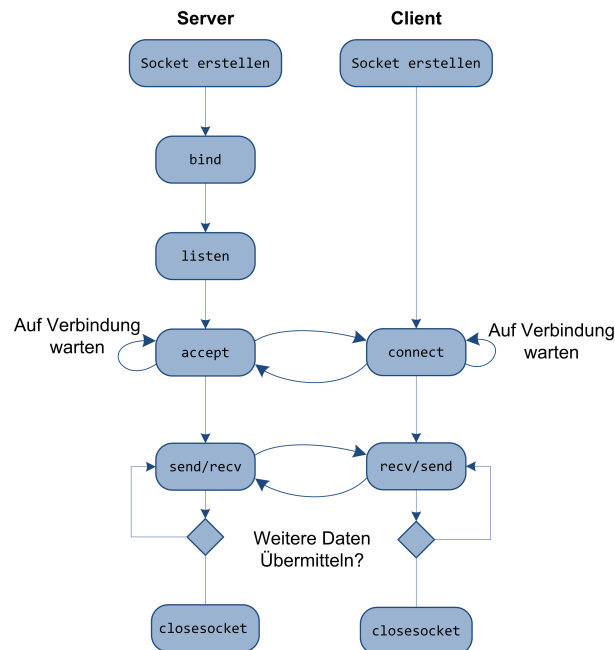 Server
Client
Socket erstellen
Socket erstellen
bind
listen
Auf Verbindung
warten
accept
connect
Auf Verbindung
warten
send/recv
recv/send
Weitere Daten
Übermitteln?
closesocket
closesocket